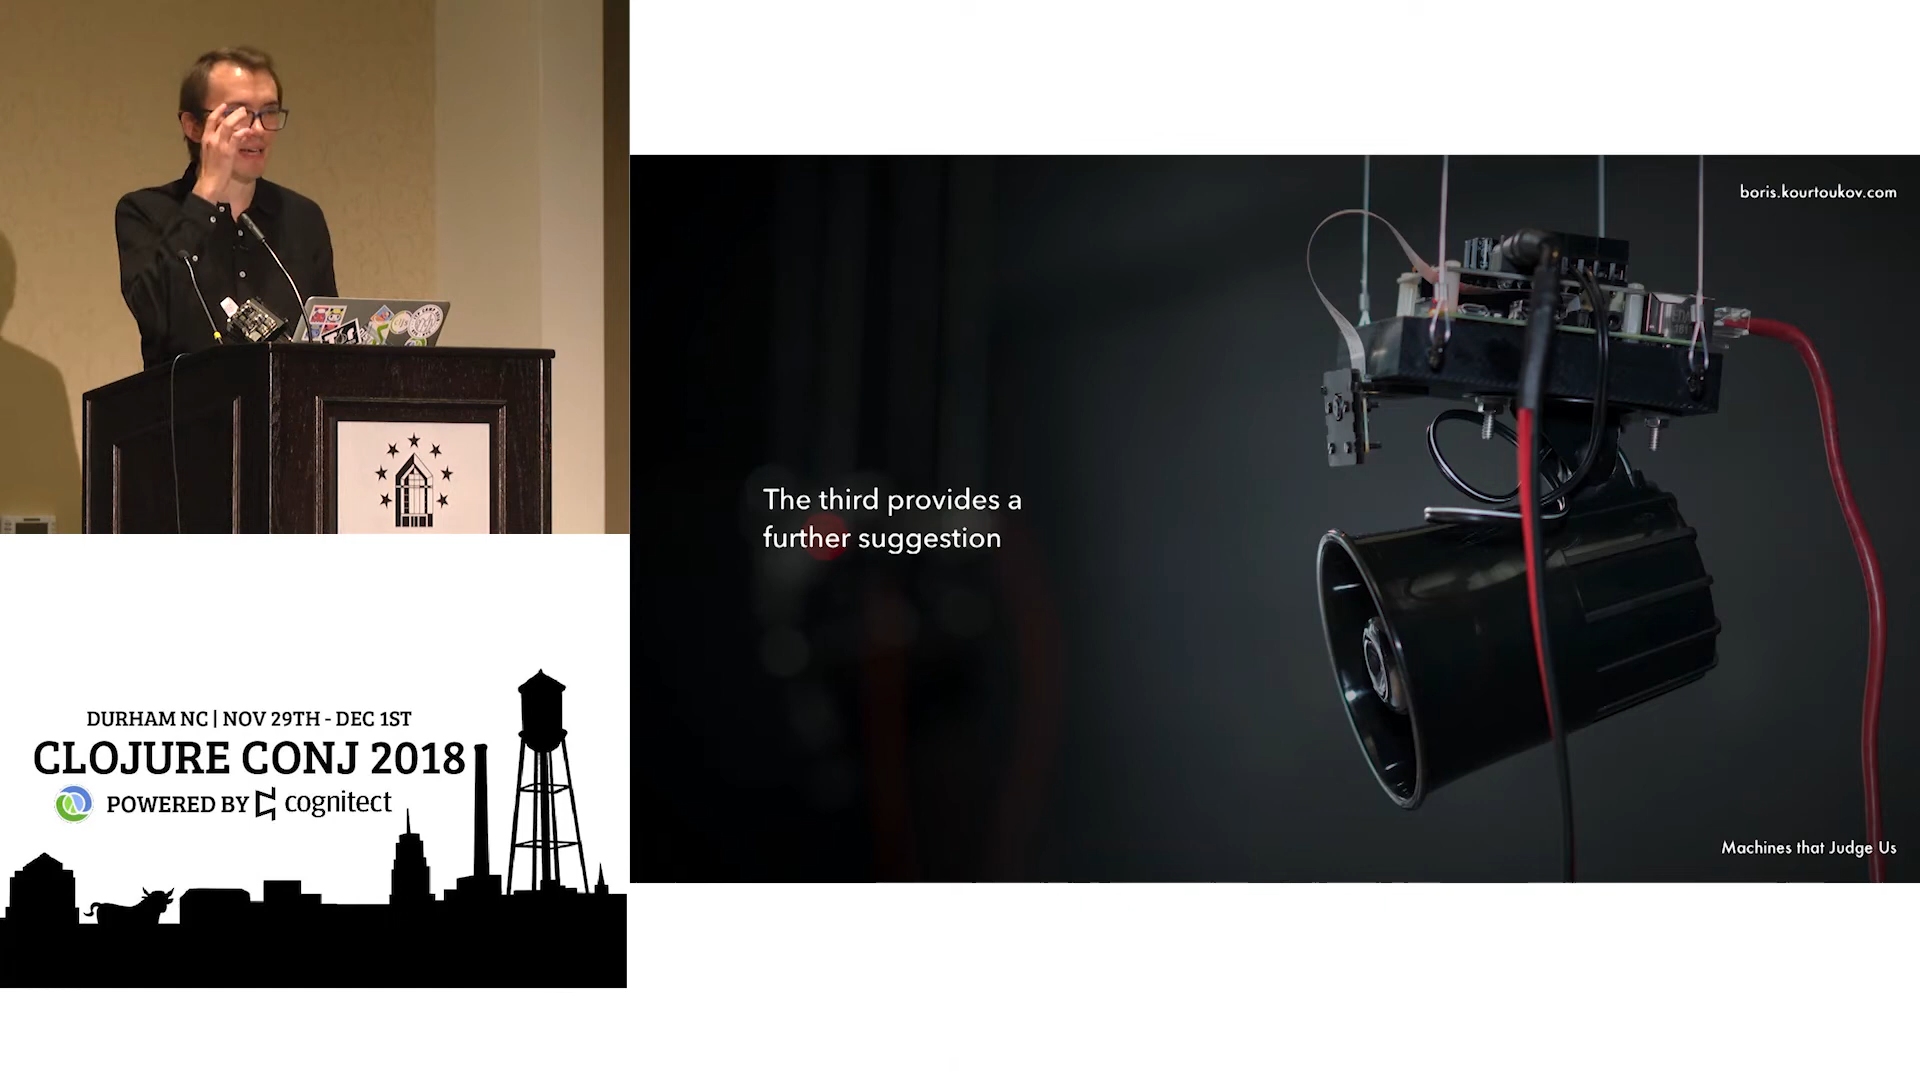 boris.kourtoukov.com
The third provides a
further suggestion
Machines that Judge Us
DURHAM NC | NOV 29TH - DEC 1ST
CLOJURE CONJ 2018
POWERED BY cognitect